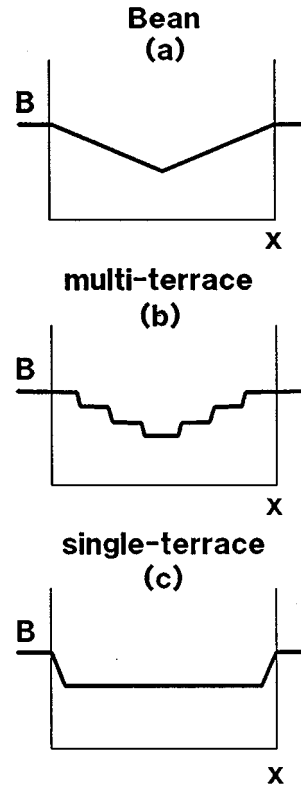 Bean
(a)
B
x
multi-terrace
(b)
B
x
single-terrace
(c)
B
x